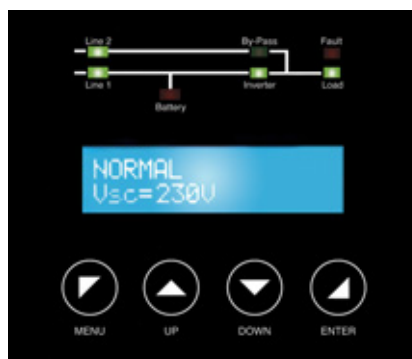 Line 2 By-Pass Fault
Line 1 Inverter Load
Battery
NORMAL
Vsc=230V
MENU UP DOWN ENTER